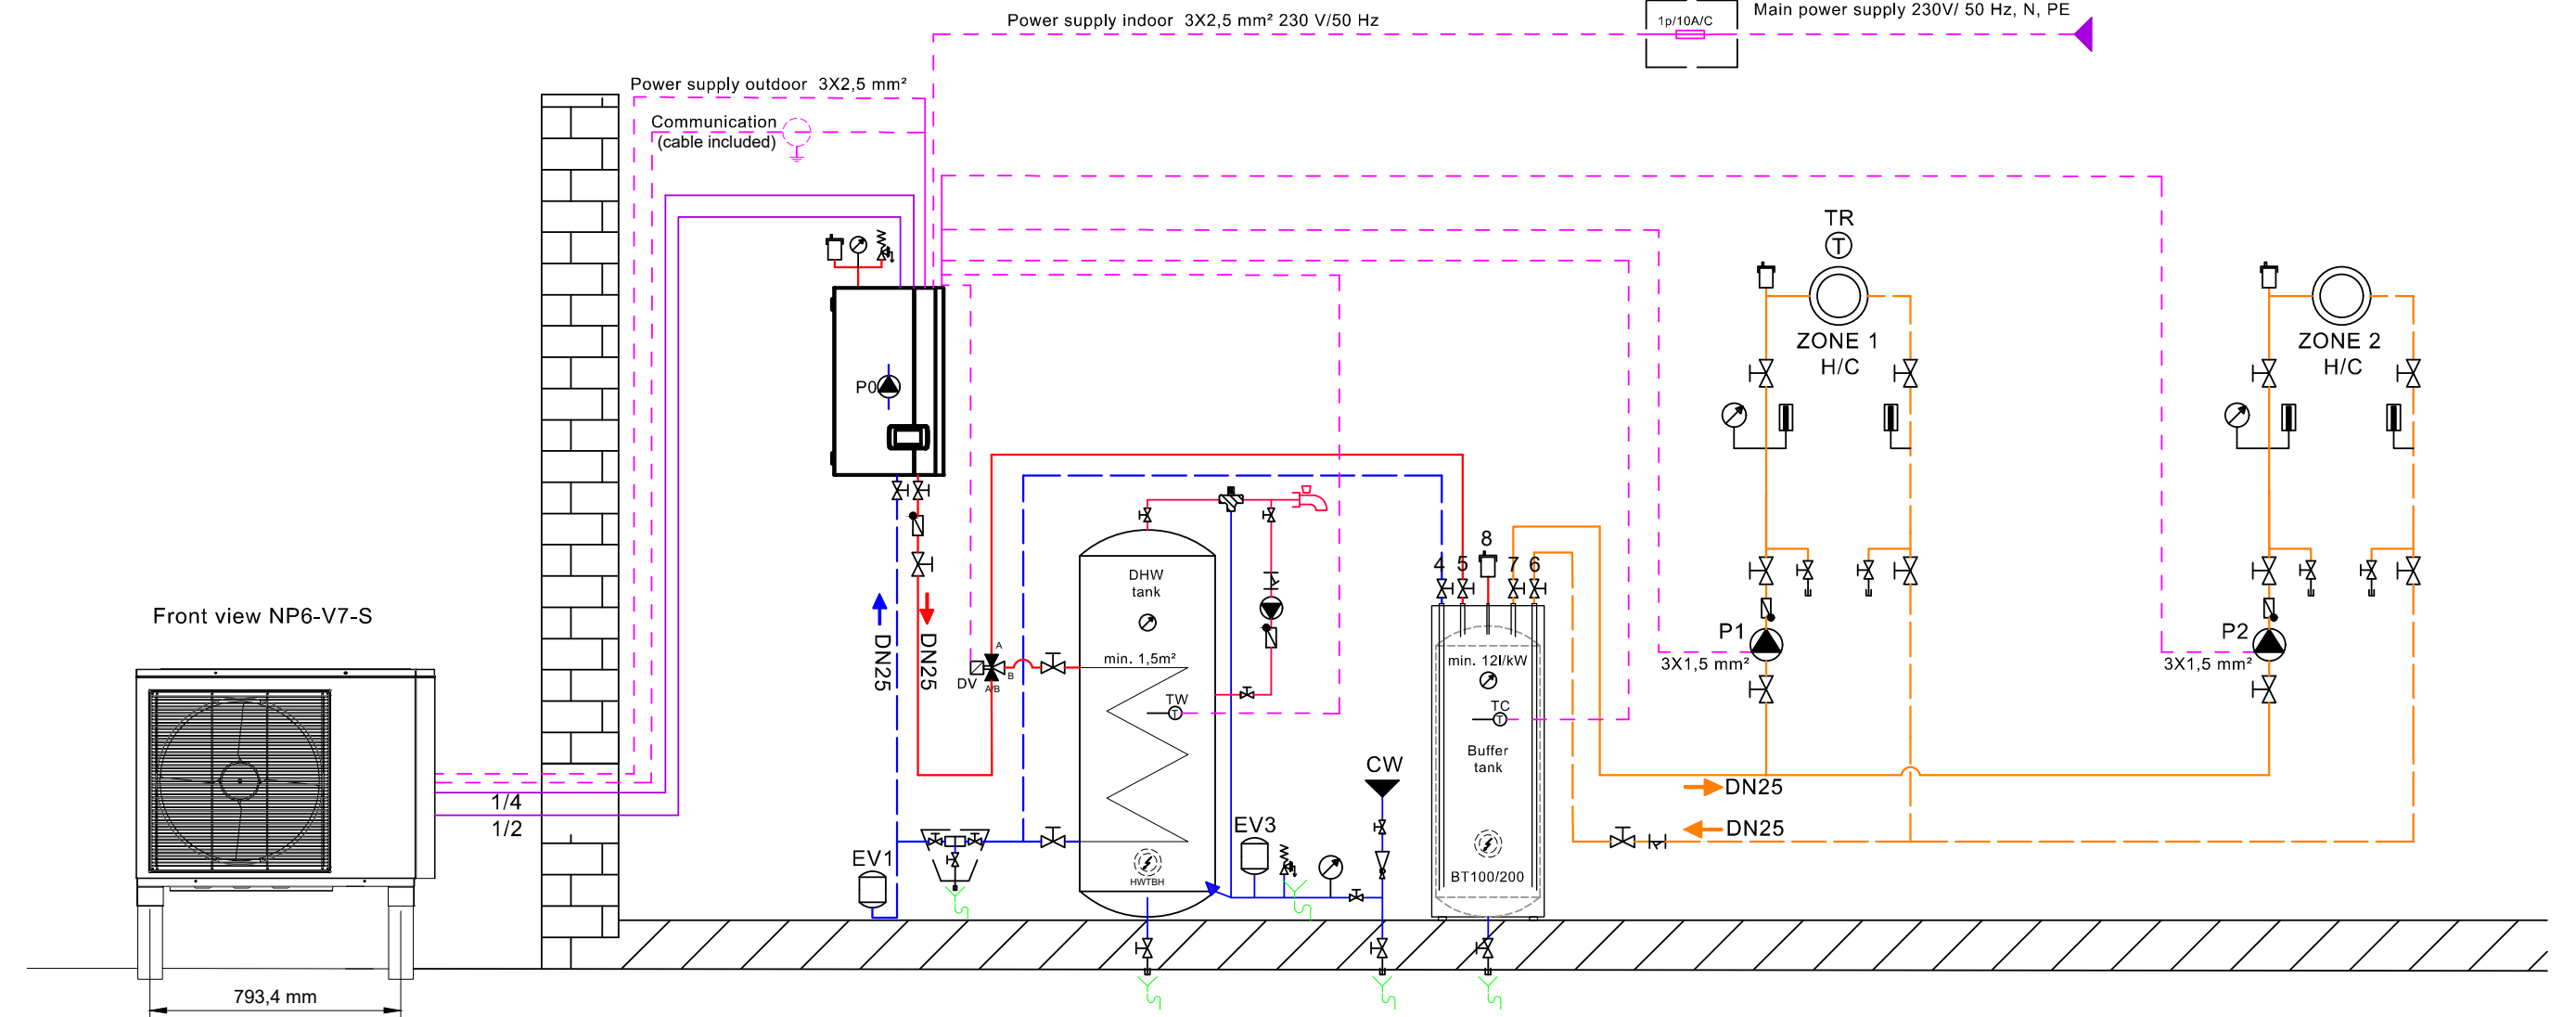 Power supply indoor 3X2,5 mm² 230 V/50 Hz
1p/10A/C
Main power supply 230V/ 50 Hz, N, PE
Power supply outdoor 3X2,5 mm²
Communication
(cable included)
TR
T
ZONE 1
H/C
ZONE 2
H/C
P0
8
4
5
7
6
DHW
tank
Front view NP6-V7-S
DN25
DN25
A
B
A/B
DV
min. 1,5m²
TW
T
min. 12l/kW
TC
T
P1
3X1,5 mm²
P2
3X1,5 mm²
Buffer
tank
CW
DN25
DN25
1/4
1/2
EV1
EV3
HWTBH
BT100/200
793,4 mm